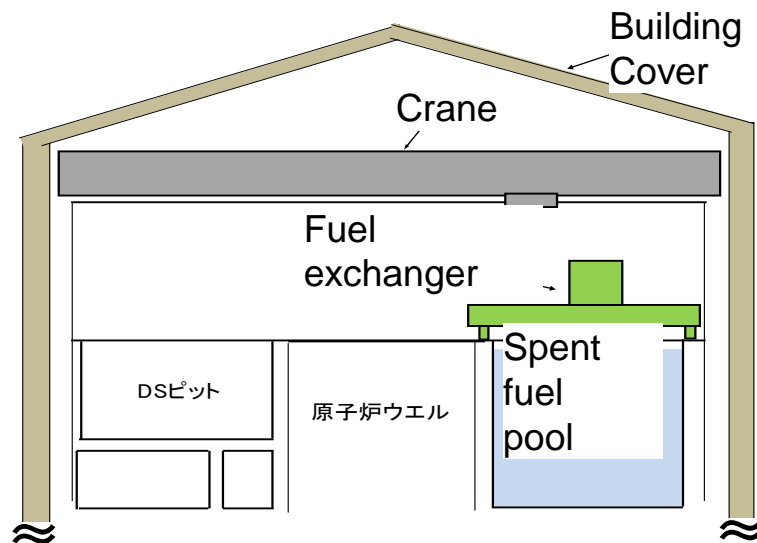 Building
Cover
Crane
Fuel
exchanger
Spent
fuel
pool
DSピット
原子炉ウエル